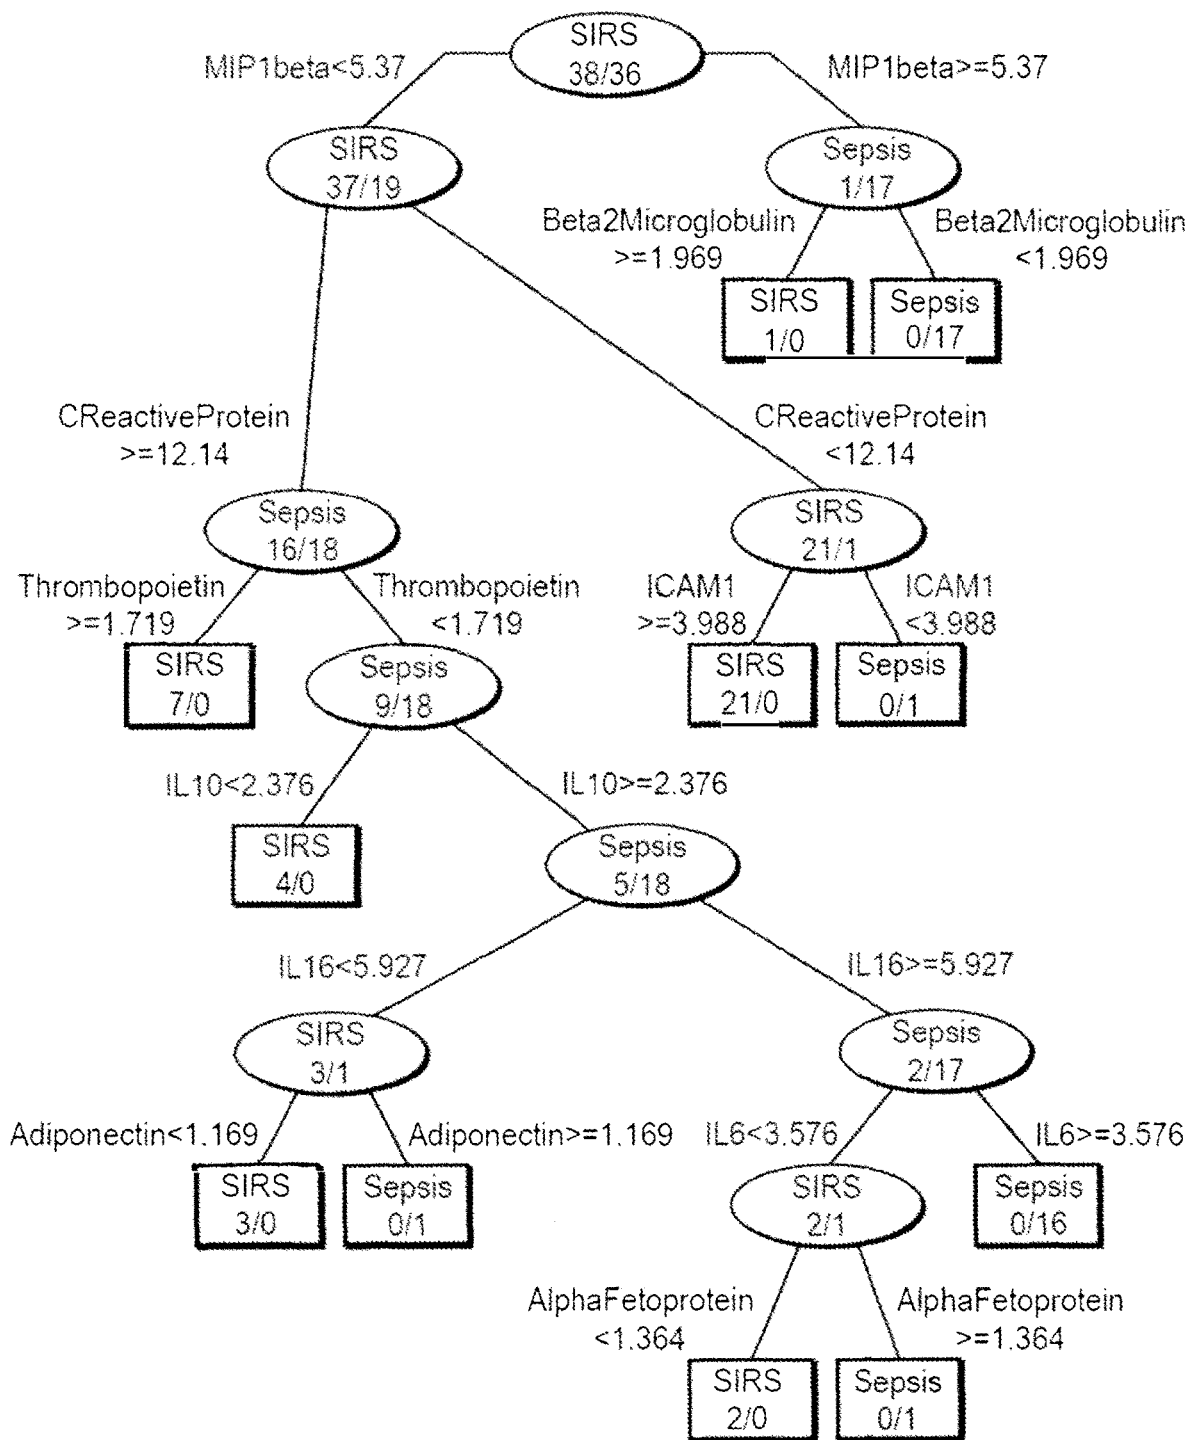 SIRS
38/36
MIP1beta<5.37
MIP1beta>=5.37
SIRS
37/19
Sepsis
1/17
Beta2Microglobulin
>=1.969
Beta2Microglobulin
<1.969
SIRS
1/0
Sepsis
0/17
CReactiveProtein
>=12.14
CReactiveProtein
<12.14
Sepsis
16/18
SIRS
21/1
Thrombopoietin
>=1.719
Thrombopoietin
<1.719
ICAM1
>=3.988
ICAM1
<3.988
SIRS
7/0
Sepsis
9/18
SIRS
21/0
Sepsis
0/1
IL10<2.376
IL10>=2.376
SIRS
4/0
Sepsis
5/18
IL16<5.927
IL16>=5.927
SIRS
3/1
Sepsis
2/17
Adiponectin<1.169
Adiponectin>=1.169
IL6<3.576
IL6>=3.576
SIRS
3/0
Sepsis
0/1
SIRS
2/1
Sepsis
0/16
AlphaFetoprotein
<1.364
AlphaFetoprotein
>=1.364
SIRS
2/0
Sepsis
0/1